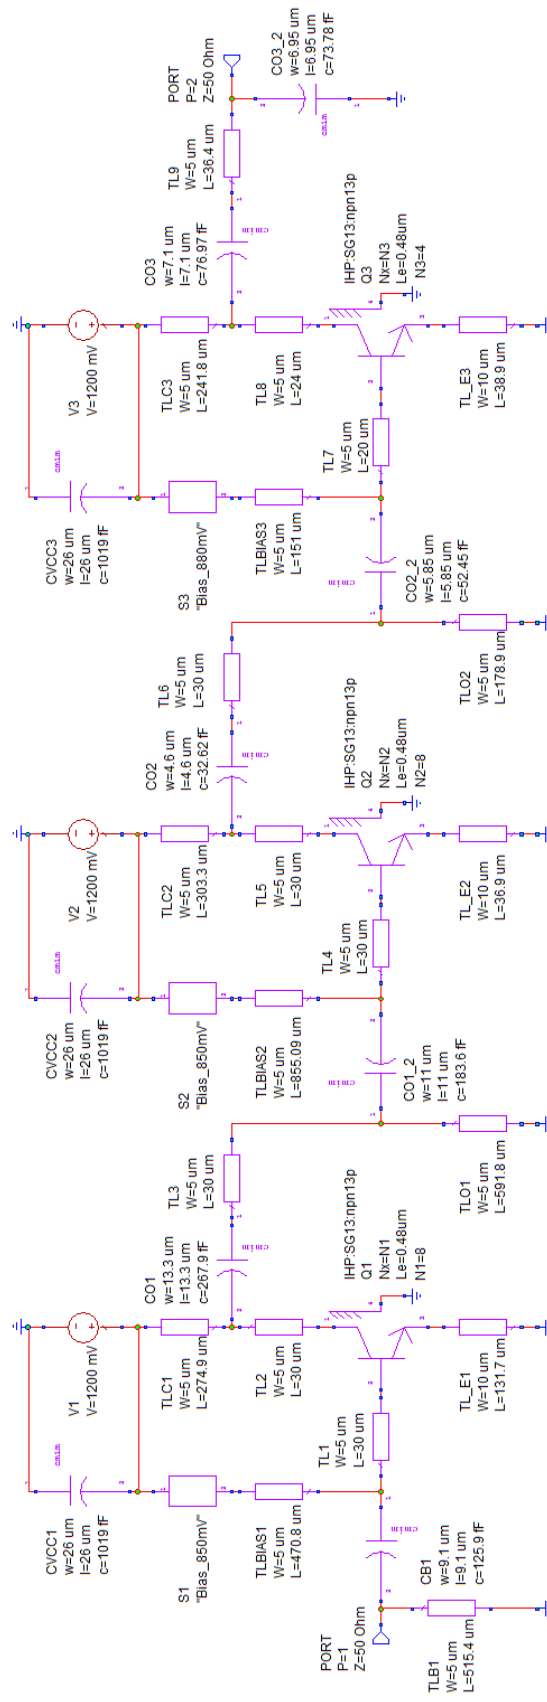 PORT
P=1
Z=50 Ohm
TLB1
W=5 um
L=515.4 um
CB1
w=9.1 um
l=9.1 um
c=125.9 fF
cmim
CVCC1
w=26 um
l=26 um
c=1019 fF
cmim
S1
"Bias_850mV"
TLBIAS1
W=5 um
L=470.8 um
V1
V=1200 mV
TLC1
W=5 um
L=274.9 um
TL1
W=5 um
L=30 um
TL2
W=5 um
L=30 um
IHP:SG13:npn13p
Q1
Nx=N1
Le=0.48um
N1=8
TL_E1
W=10 um
L=131.7 um
CO1
w=13.3 um
l=13.3 um
c=267.9 fF
cmim
TL3
W=5 um
L=30 um
TLO1
W=5 um
L=591.8 um
CO1_2
w=11 um
l=11 um
c=183.6 fF
cmim
CVCC2
w=26 um
l=26 um
c=1019 fF
cmim
S2
"Bias_850mV"
TLBIAS2
W=5 um
L=855.09 um
V2
V=1200 mV
TLC2
W=5 um
L=303.3 um
TL4
W=5 um
L=30 um
TL5
W=5 um
L=30 um
IHP:SG13:npn13p
Q2
Nx=N2
Le=0.48um
N2=8
TL_E2
W=10 um
L=36.9 um
CO2
w=4.6 um
l=4.6 um
c=32.62 fF
cmim
TL6
W=5 um
L=30 um
TLO2
W=5 um
L=178.9 um
CO2_2
w=5.85 um
l=5.85 um
c=52.45 fF
cmim
CVCC3
w=26 um
l=26 um
c=1019 fF
cmim
S3
"Bias_880mV"
TLBIAS3
W=5 um
L=151 um
V3
V=1200 mV
TLC3
W=5 um
L=241.8 um
TL7
W=5 um
L=20 um
TL8
W=5 um
L=24 um
IHP:SG13:npn13p
Q3
Nx=N3
Le=0.48um
N3=4
TL_E3
W=10 um
L=38.9 um
CO3
w=7.1 um
l=7.1 um
c=76.97 fF
cmim
TL9
W=5 um
L=36.4 um
PORT
P=2
Z=50 Ohm
CO3_2
w=6.95 um
l=6.95 um
c=73.78 fF
cmim